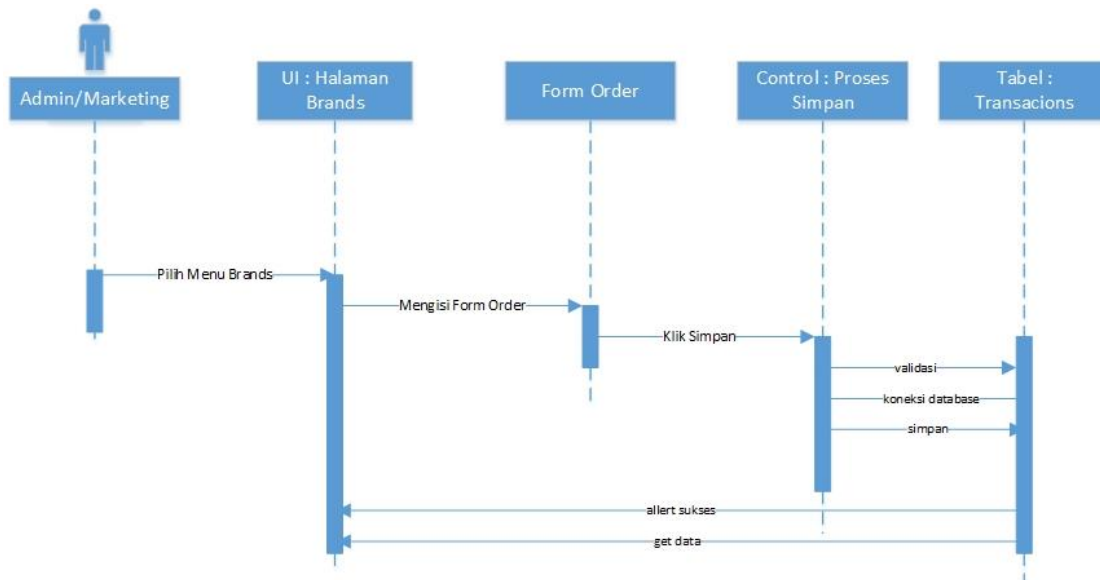 Admin/Marketing
UI : Halaman
Brands
Form Order
Control : Proses
Simpan
Tabel :
Transacions
Pilih Menu Brands
Mengisi Form Order
Klik Simpan
validasi
koneksi database
simpan
allert sukses
get data